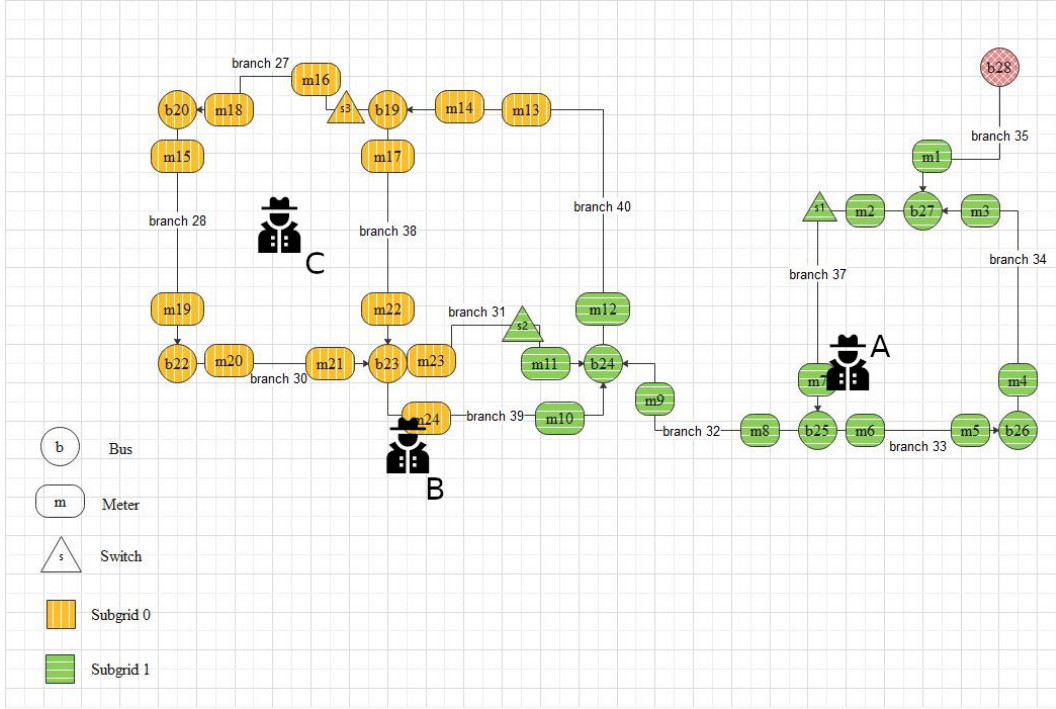 branch 27
m16
b28
b20
m18
s3
b19
m14
m13
branch 35
m15
m17
m1
s1
m2
b27
m3
branch 28
branch 40
branch 38
branch 34
C
branch 37
m19
m22
branch 31
m12
s2
A
b22
m20
m21
b23
m23
m11
b24
branch 30
m7
m4
m9
m24
branch 39
m10
branch 32
m8
b25
m6
m5
b26
branch 33
b
Bus
B
m
Meter
s
Switch
Subgrid 0
Subgrid 1